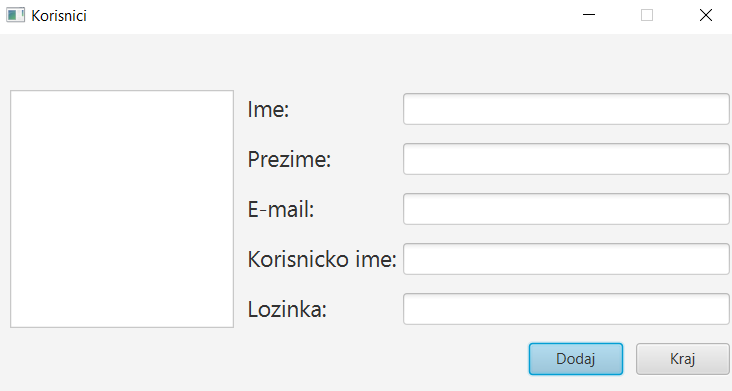 Korisnici
Ime:
Prezime:
E-mail:
Korisnicko ime:
Lozinka:
Dodaj
Kraj